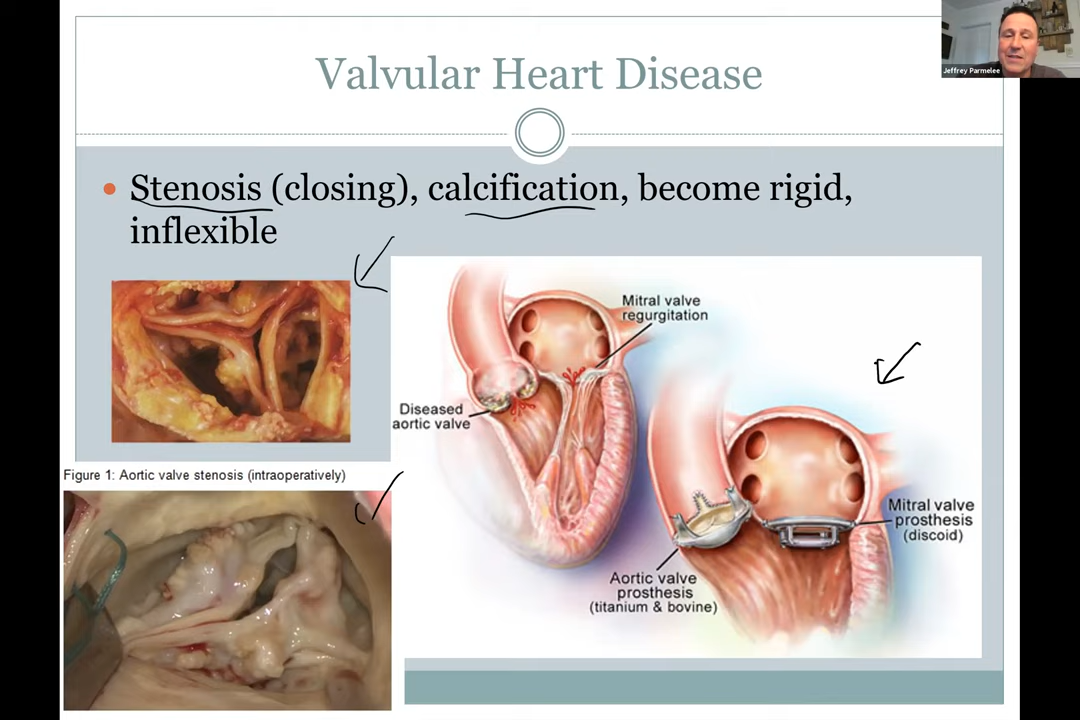 Valvular Heart Disease
Jeffrey Parmelee
• Stenosis (closing), calcification, become rigid,
inflexible
Mitral valve
regurgitation
Diseased
aortic valve
Figure 1: Aortic valve stenosis (intraoperatively)
Mitral valve
prosthesis
(discoid)
Aortic valve
prosthesis
(titanium & bovine)